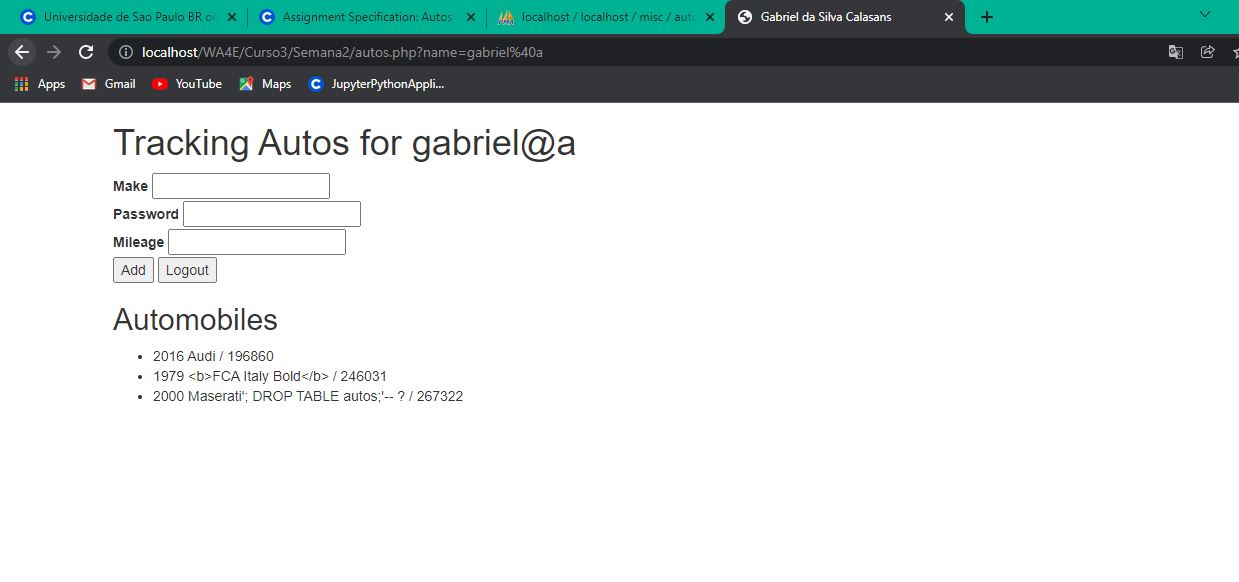 Universidade de Sao Paulo BR on
Assignment Specification: Autos
localhost / localhost / misc / auto
Gabriel da Silva Calasans
localhost/WA4E/Curso3/Semana2/autos.php?name=gabriel%40a
Apps
Gmail
YouTube
Maps
JupyterPythonAppli...
Tracking Autos for gabriel@a
Make
Password
Mileage
Add Logout
Automobiles
• 2016 Audi / 196860
• 1979 <b>FCA Italy Bold</b> / 246031
• 2000 Maserati'; DROP TABLE autos;'-- ? / 267322